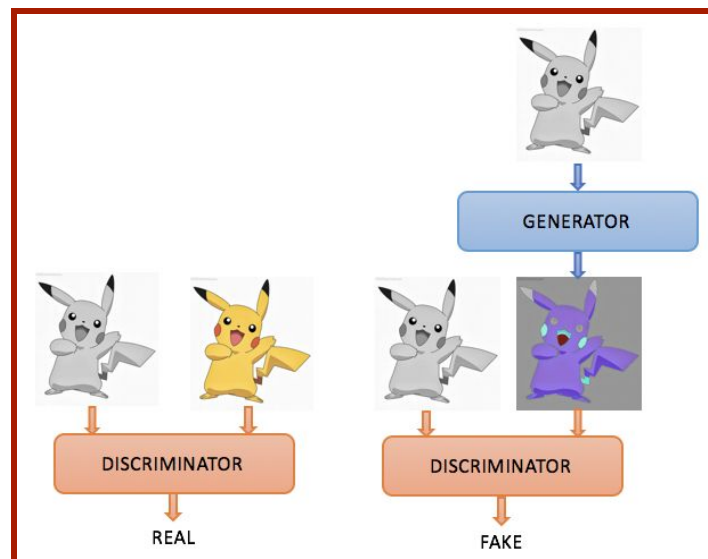 GENERATOR
DISCRIMINATOR
DISCRIMINATOR
REAL
FAKE